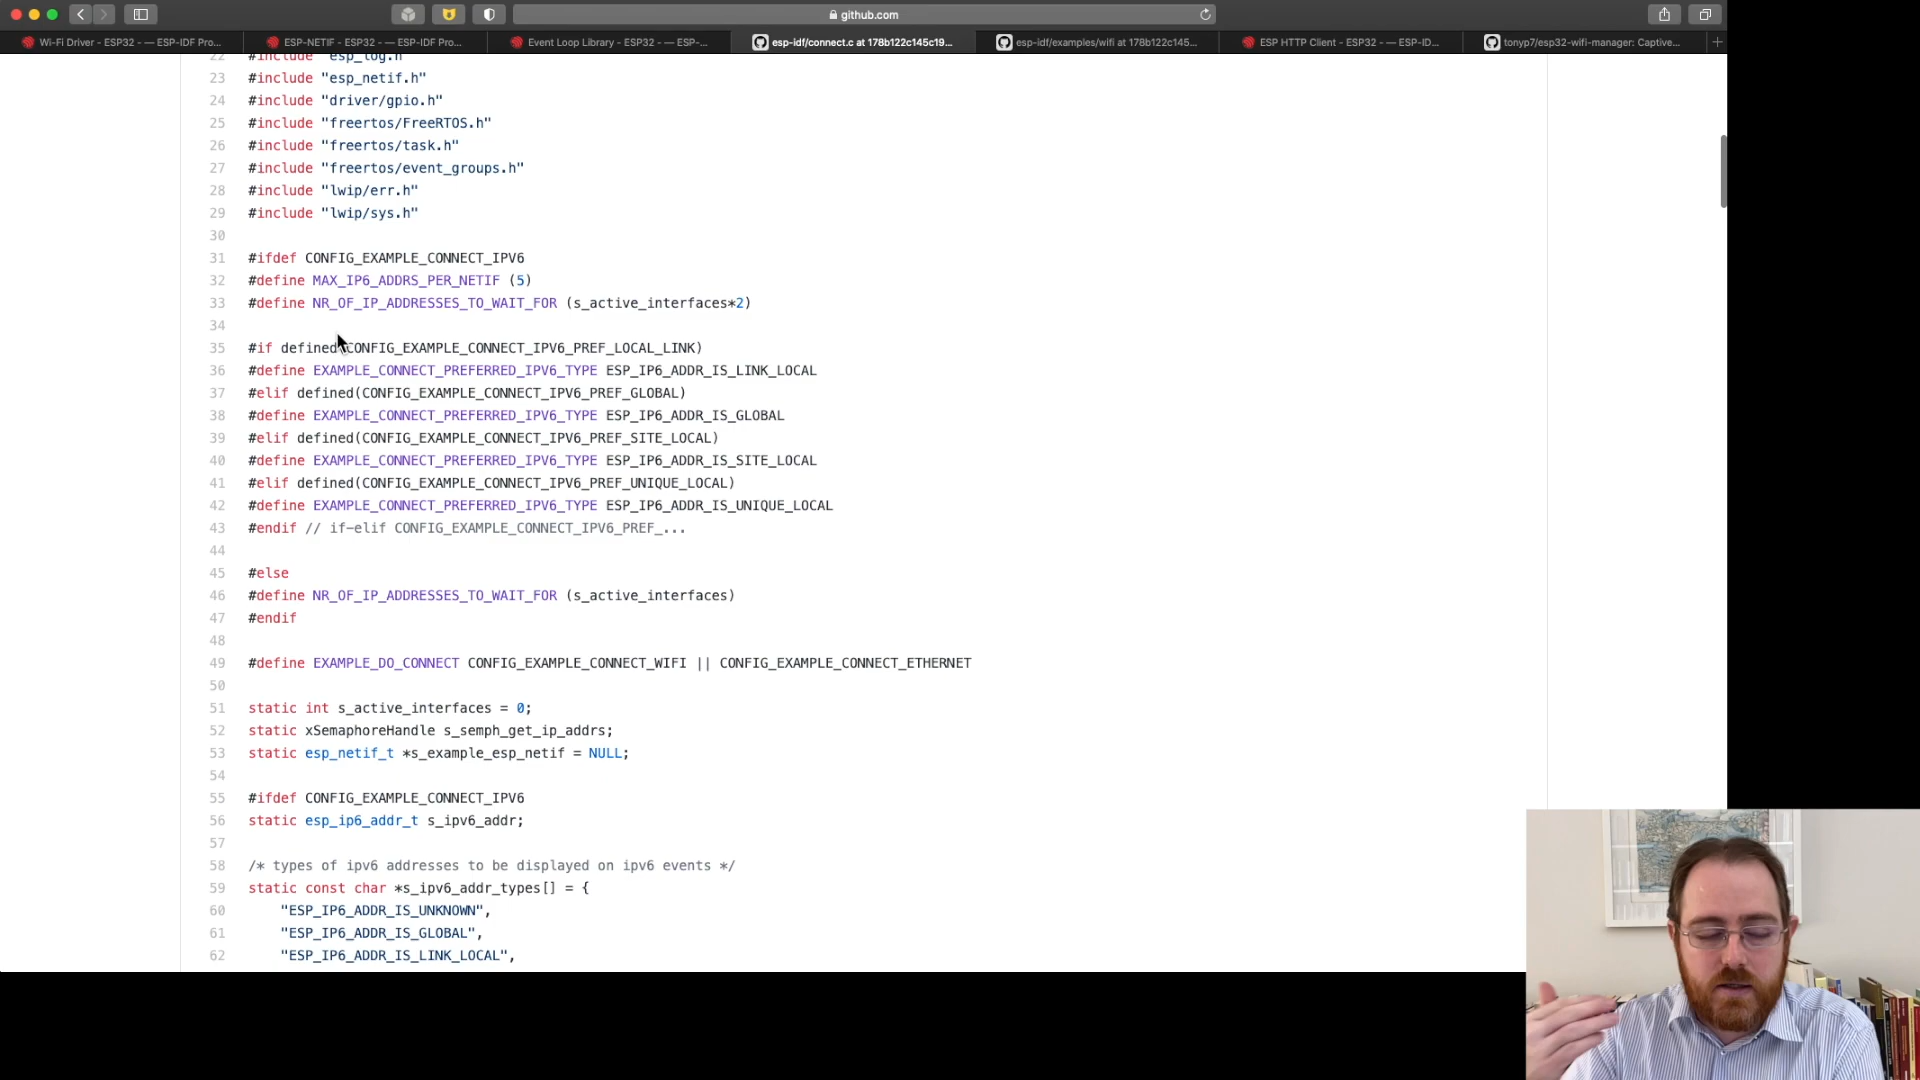 github.com
Wi-Fi Driver - ESP32 - — ESP-IDF Pro...
ESP-NETIF - ESP32 - — ESP-IDF Pro...
Event Loop Library - ESP32 - — ESP-...
esp-idf/connect.c at 178b122c145c19...
esp-idf/examples/wifi at 178b122c145...
ESP HTTP Client - ESP32 - — ESP-ID...
tonyp7/esp32-wifi-manager: Captive...
22 #include "esp_log.h"
23 #include "esp_netif.h"
24 #include "driver/gpio.h"
25 #include "freertos/FreeRTOS.h"
26 #include "freertos/task.h"
27 #include "freertos/event_groups.h"
28 #include "lwip/err.h"
29 #include "lwip/sys.h"
30
31 #ifdef CONFIG_EXAMPLE_CONNECT_IPV6
32 #define MAX_IP6_ADDRS_PER_NETIF (5)
33 #define NR_OF_IP_ADDRESSES_TO_WAIT_FOR (s_active_interfaces*2)
34
35 #if defined(CONFIG_EXAMPLE_CONNECT_IPV6_PREF_LOCAL_LINK)
36 #define EXAMPLE_CONNECT_PREFERRED_IPV6_TYPE ESP_IP6_ADDR_IS_LINK_LOCAL
37 #elif defined(CONFIG_EXAMPLE_CONNECT_IPV6_PREF_GLOBAL)
38 #define EXAMPLE_CONNECT_PREFERRED_IPV6_TYPE ESP_IP6_ADDR_IS_GLOBAL
39 #elif defined(CONFIG_EXAMPLE_CONNECT_IPV6_PREF_SITE_LOCAL)
40 #define EXAMPLE_CONNECT_PREFERRED_IPV6_TYPE ESP_IP6_ADDR_IS_SITE_LOCAL
41 #elif defined(CONFIG_EXAMPLE_CONNECT_IPV6_PREF_UNIQUE_LOCAL)
42 #define EXAMPLE_CONNECT_PREFERRED_IPV6_TYPE ESP_IP6_ADDR_IS_UNIQUE_LOCAL
43 #endif // if-elif CONFIG_EXAMPLE_CONNECT_IPV6_PREF_...
44
45 #else
46 #define NR_OF_IP_ADDRESSES_TO_WAIT_FOR (s_active_interfaces)
47 #endif
48
49 #define EXAMPLE_DO_CONNECT CONFIG_EXAMPLE_CONNECT_WIFI || CONFIG_EXAMPLE_CONNECT_ETHERNET
50
51 static int s_active_interfaces = 0;
52 static xSemaphoreHandle s_semph_get_ip_addrs;
53 static esp_netif_t *s_example_esp_netif = NULL;
54
55 #ifdef CONFIG_EXAMPLE_CONNECT_IPV6
56 static esp_ip6_addr_t s_ipv6_addr;
57
58 /* types of ipv6 addresses to be displayed on ipv6 events */
59 static const char *s_ipv6_addr_types[] = {
60 "ESP_IP6_ADDR_IS_UNKNOWN",
61 "ESP_IP6_ADDR_IS_GLOBAL",
62 "ESP_IP6_ADDR_IS_LINK_LOCAL",